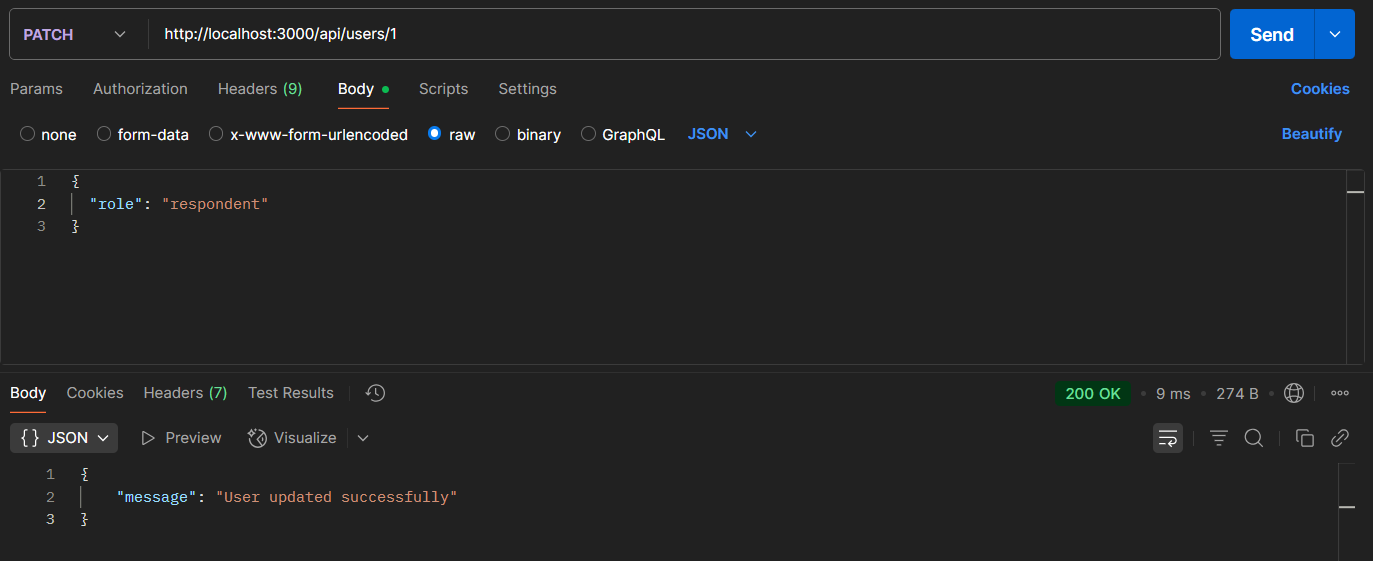 PATCH http://localhost:3000/api/users/1 Send
Params Authorization Headers (9) Body Scripts Settings Cookies
none form-data x-www-form-urlencoded raw binary GraphQL JSON Beautify
1 {
2 "role": "respondent"
3 }
Body Cookies Headers (7) Test Results 200 OK 9 ms 274 B
{} JSON Preview Visualize
1 {
2 "message": "User updated successfully"
3 }